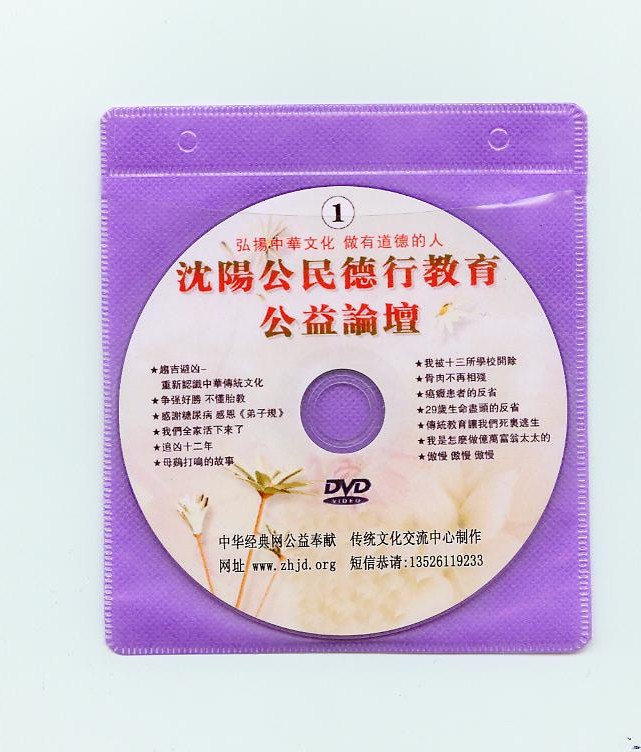 1
弘揚中華文化 做有道德的人
沈陽公民德行教育
公益論壇
★趨吉避凶-
重新認識中華傳統文化
★争强好勝 不懂胎教
★感謝糖尿病 感恩《弟子規》
★我們全家活下來了
★追凶十二年
★母鷄打鳴的故事
★我被十三所學校開除
★骨肉不再相殘
★癌癥患者的反省
★29歲生命盡頭的反省
★傳統教育讓我們死裏逃生
★我是怎麽做億萬富翁太太的
★傲慢 傲慢 傲慢
DVD
VIDEO
中华经典网公益奉献 传统文化交流中心制作
网址 www.zhjd.org 短信恭请:13526119233